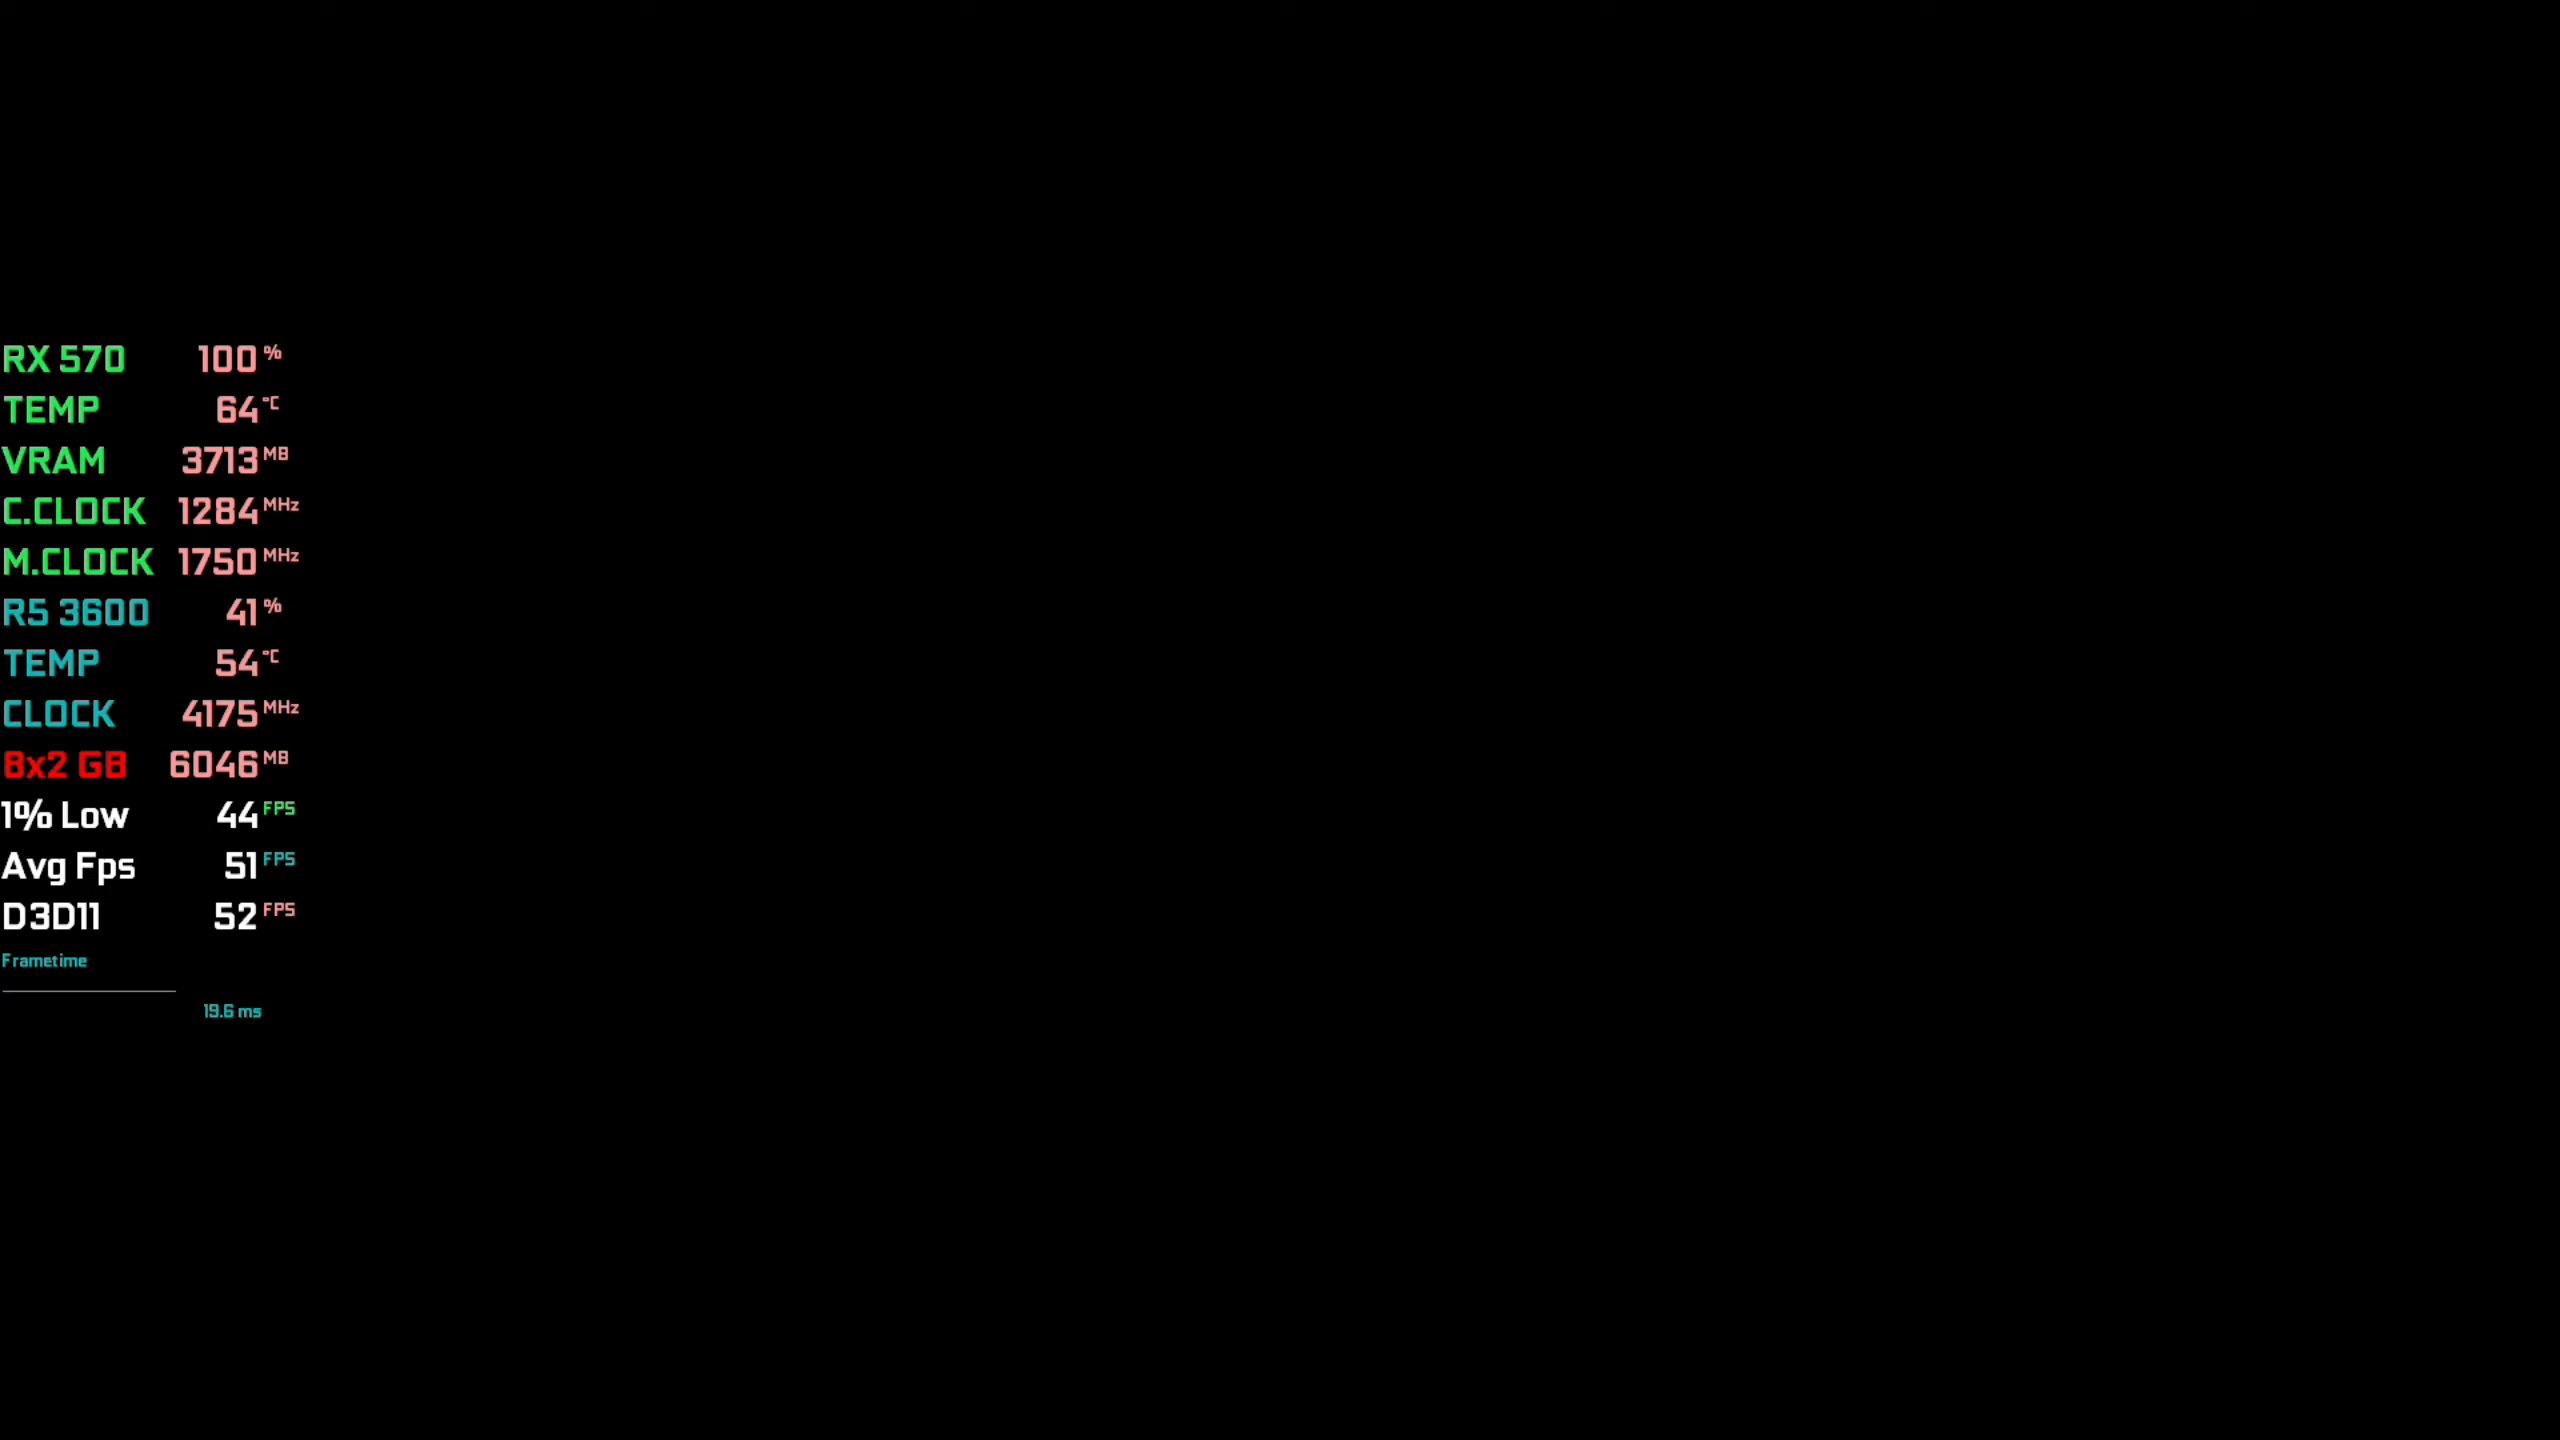 RX 570 100 %
TEMP 64 °C
VRAM 3713 MB
C.CLOCK 1284 MHz
M.CLOCK 1750 MHz
R5 3600 41 %
TEMP 54 °C
CLOCK 4175 MHz
8x2 GB 6046 MB
1% Low 44 FPS
Avg Fps 51 FPS
D3D11 52 FPS
Frametime
19.6 ms